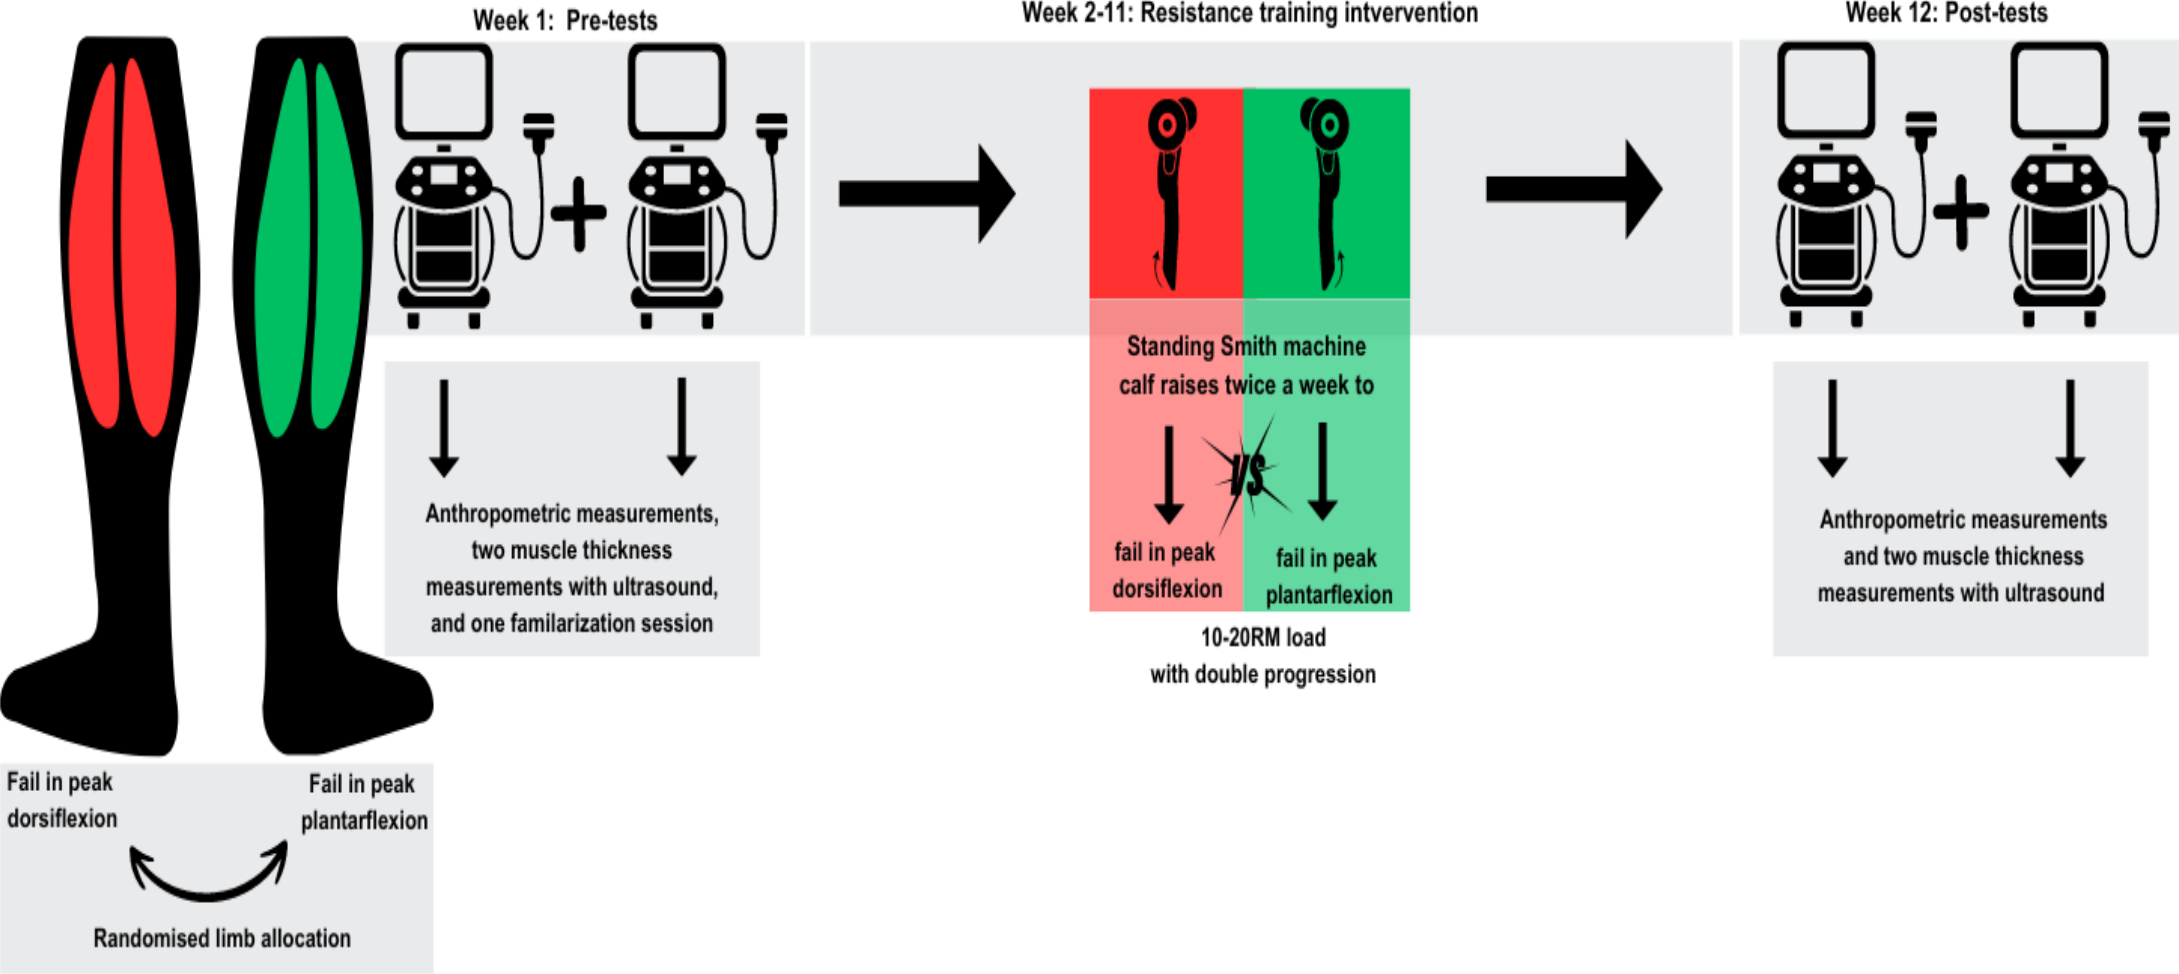 Week 1: Pre-tests
Week 2-11: Resistance training intvervention
Week 12: Post-tests
Standing Smith machine
calf raises twice a week to
VS
fail in peak
dorsiflexion
fail in peak
plantarflexion
10-20RM load
with double progression
Anthropometric measurements,
two muscle thickness
measurements with ultrasound,
and one familarization session
Anthropometric measurements
and two muscle thickness
measurements with ultrasound
Fail in peak
dorsiflexion
Fail in peak
plantarflexion
Randomised limb allocation